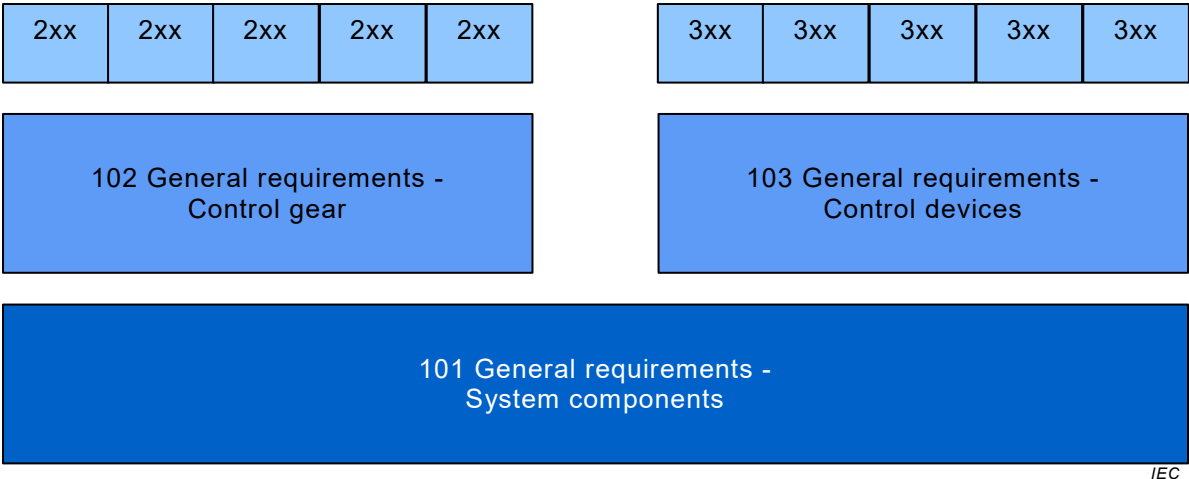 2xx 2xx 2xx 2xx 2xx 3xx 3xx 3xx 3xx 3xx
102 General requirements -
Control gear
103 General requirements -
Control devices
101 General requirements -
System components
IEC